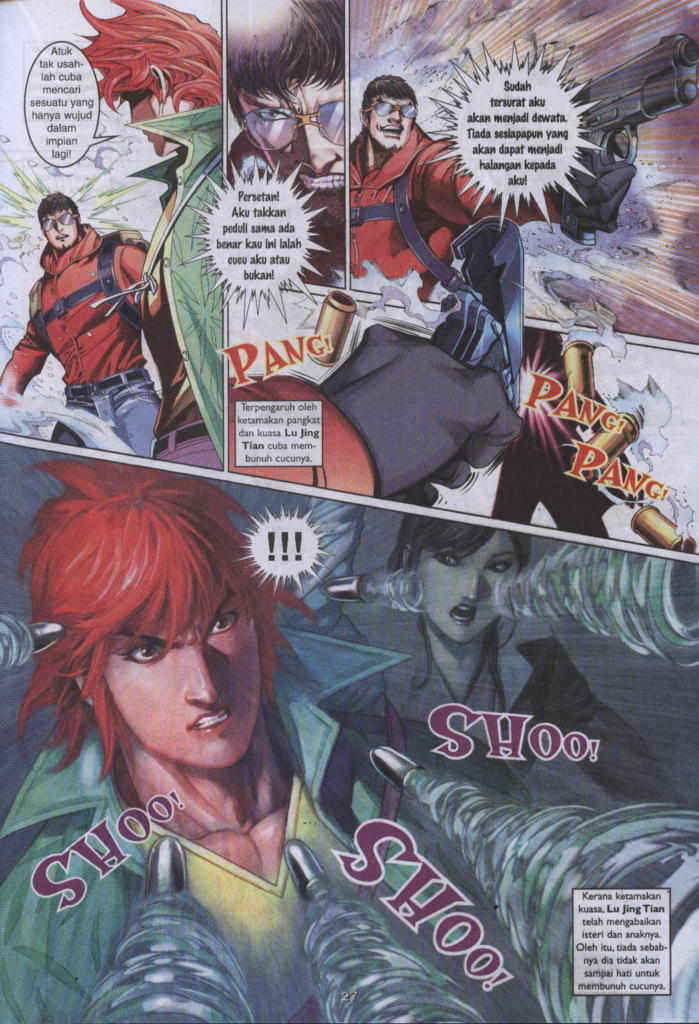 Atuk
tak usah-
lah cuba
mencari
sesuatu yang
hanya wujud
dalam
impian
lagi!
Persetan!
Aku takkan
peduli sama ada
benar kau ini ialah
cucu aku atau
bukan!
Sudah
tersurat aku
akan menjadi dewata.
Tiada sesiapapun yang
akan dapat menjadi
halangan kepada
aku!
PANG!
Terpengaruh oleh
ketamakan pangkat
dan kuasa Lu Jing
Tian cuba mem-
bunuh cucunya.
PANG!
PANG!
!!!
SHOO!
SHOO!
SHOO!
Kerana ketamakan
kuasa, Lu Jing Tian
telah mengabaikan
isteri dan anaknya.
Oleh itu, tiada sebab-
nya dia tidak akan
sampai hati untuk
membunuh cucunya.
27